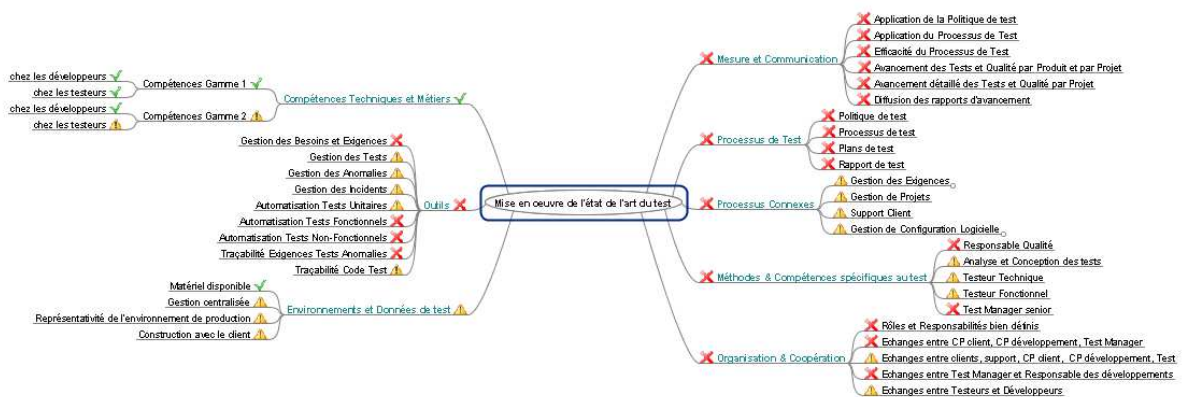 Mise en oeuvre de l'état de l'art du test
Compétences Techniques et Métiers
Compétences Gamme 1
chez les développeurs
chez les testeurs
Compétences Gamme 2
chez les développeurs
chez les testeurs
Outils
Gestion des Besoins et Exigences
Gestion des Tests
Gestion des Anomalies
Gestion des Incidents
Automatisation Tests Unitaires
Automatisation Tests Fonctionnels
Automatisation Tests Non-Fonctionnels
Traçabilité Exigences Tests Anomalies
Traçabilité Code Test
Environnements et Données de test
Matériel disponible
Gestion centralisée
Représentativité de l'environnement de production
Construction avec le client
Mesure et Communication
Application de la Politique de test
Application du Processus de Test
Efficacité du Processus de Test
Avancement des Tests et Qualité par Produit et par Projet
Avancement détaillé des Tests et Qualité par Projet
Diffusion des rapports d'avancement
Processus de Test
Politique de test
Processus de test
Plans de test
Rapport de test
Processus Connexes
Gestion des Exigences
Gestion de Projets
Support Client
Gestion de Configuration Logicielle
Méthodes & Compétences spécifiques au test
Responsable Qualité
Analyse et Conception des tests
Testeur Technique
Testeur Fonctionnel
Test Manager senior
Organisation & Coopération
Rôles et Responsabilités bien définis
Echanges entre CP client, CP développement, Test Manager
Echanges entre clients, support, CP client, CP développement, Test
Echanges entre Test Manager et Responsable des développements
Echanges entre Testeurs et Développeurs